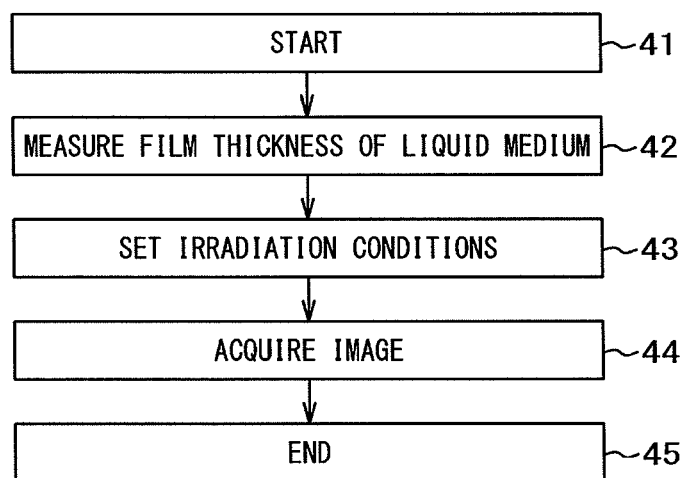 START 41
MEASURE FILM THICKNESS OF LIQUID MEDIUM 42
SET IRRADIATION CONDITIONS 43
ACQUIRE IMAGE 44
END 45